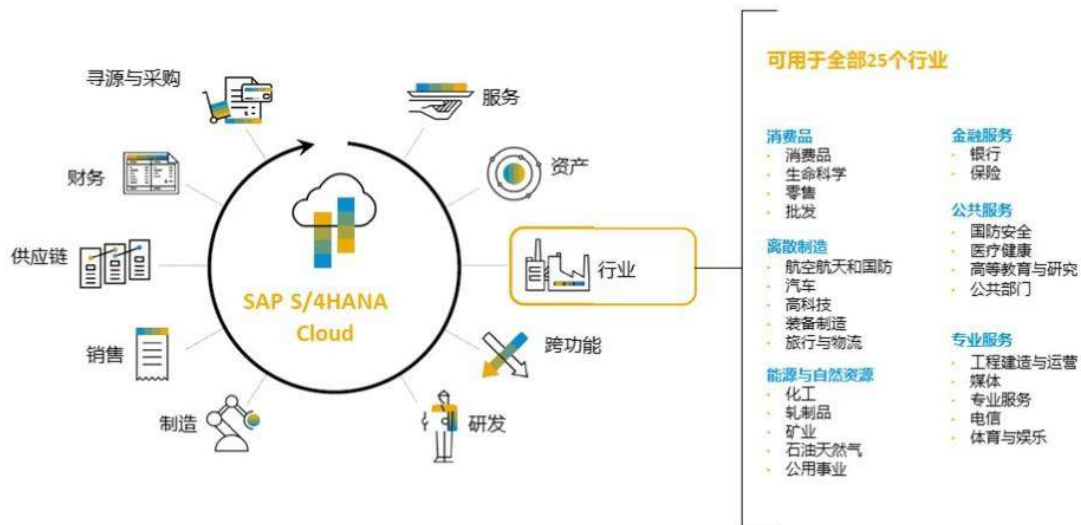 寻源与采购
服务
财务
资产
供应链
行业
SAP S/4HANA
Cloud
销售
跨功能
制造
研发
可用于全部25个行业
消费品
消费品
生命科学
零售
批发
离散制造
航空航天和国防
汽车
高科技
装备制造
旅行与物流
能源与自然资源
化工
轧制品
矿业
石油天然气
公用事业
金融服务
银行
保险
公共服务
国防安全
医疗健康
高等教育与研究
公共部门
专业服务
工程建造与运营
媒体
专业服务
电信
体育与娱乐